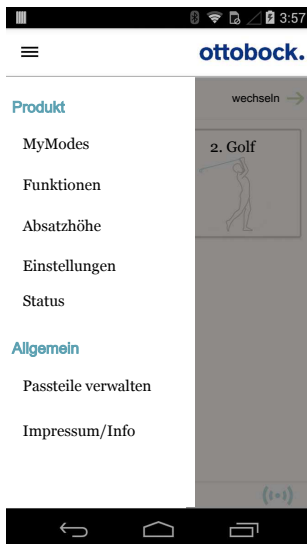 3:57
ottobock.
Produkt
wechseln
MyModes
2. Golf
Funktionen
Absatzhöhe
Einstellungen
Status
Allgemein
Passteile verwalten
Impressum/Info